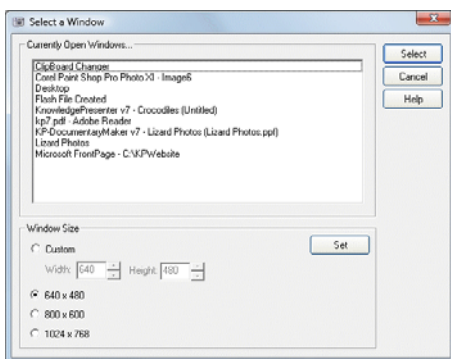 Select a Window
Currently Open Windows...
Select
ClipBoard Changer
Corel Paint Shop Pro Photo XI - Image6
Cancel
Desktop
Flash File Created
Help
KnowledgePresenter v7 - Crocodiles (Untitled)
kp7.pdf - Adobe Reader
KP-DocumentaryMaker v7 - Lizard Photos (Lizard Photos.ppf)
Lizard Photos
Microsoft FrontPage - C:\KPWebsite
Window Size
Custom
Set
Width: 640 Height: 480
640 x 480
800 x 600
1024 x 768